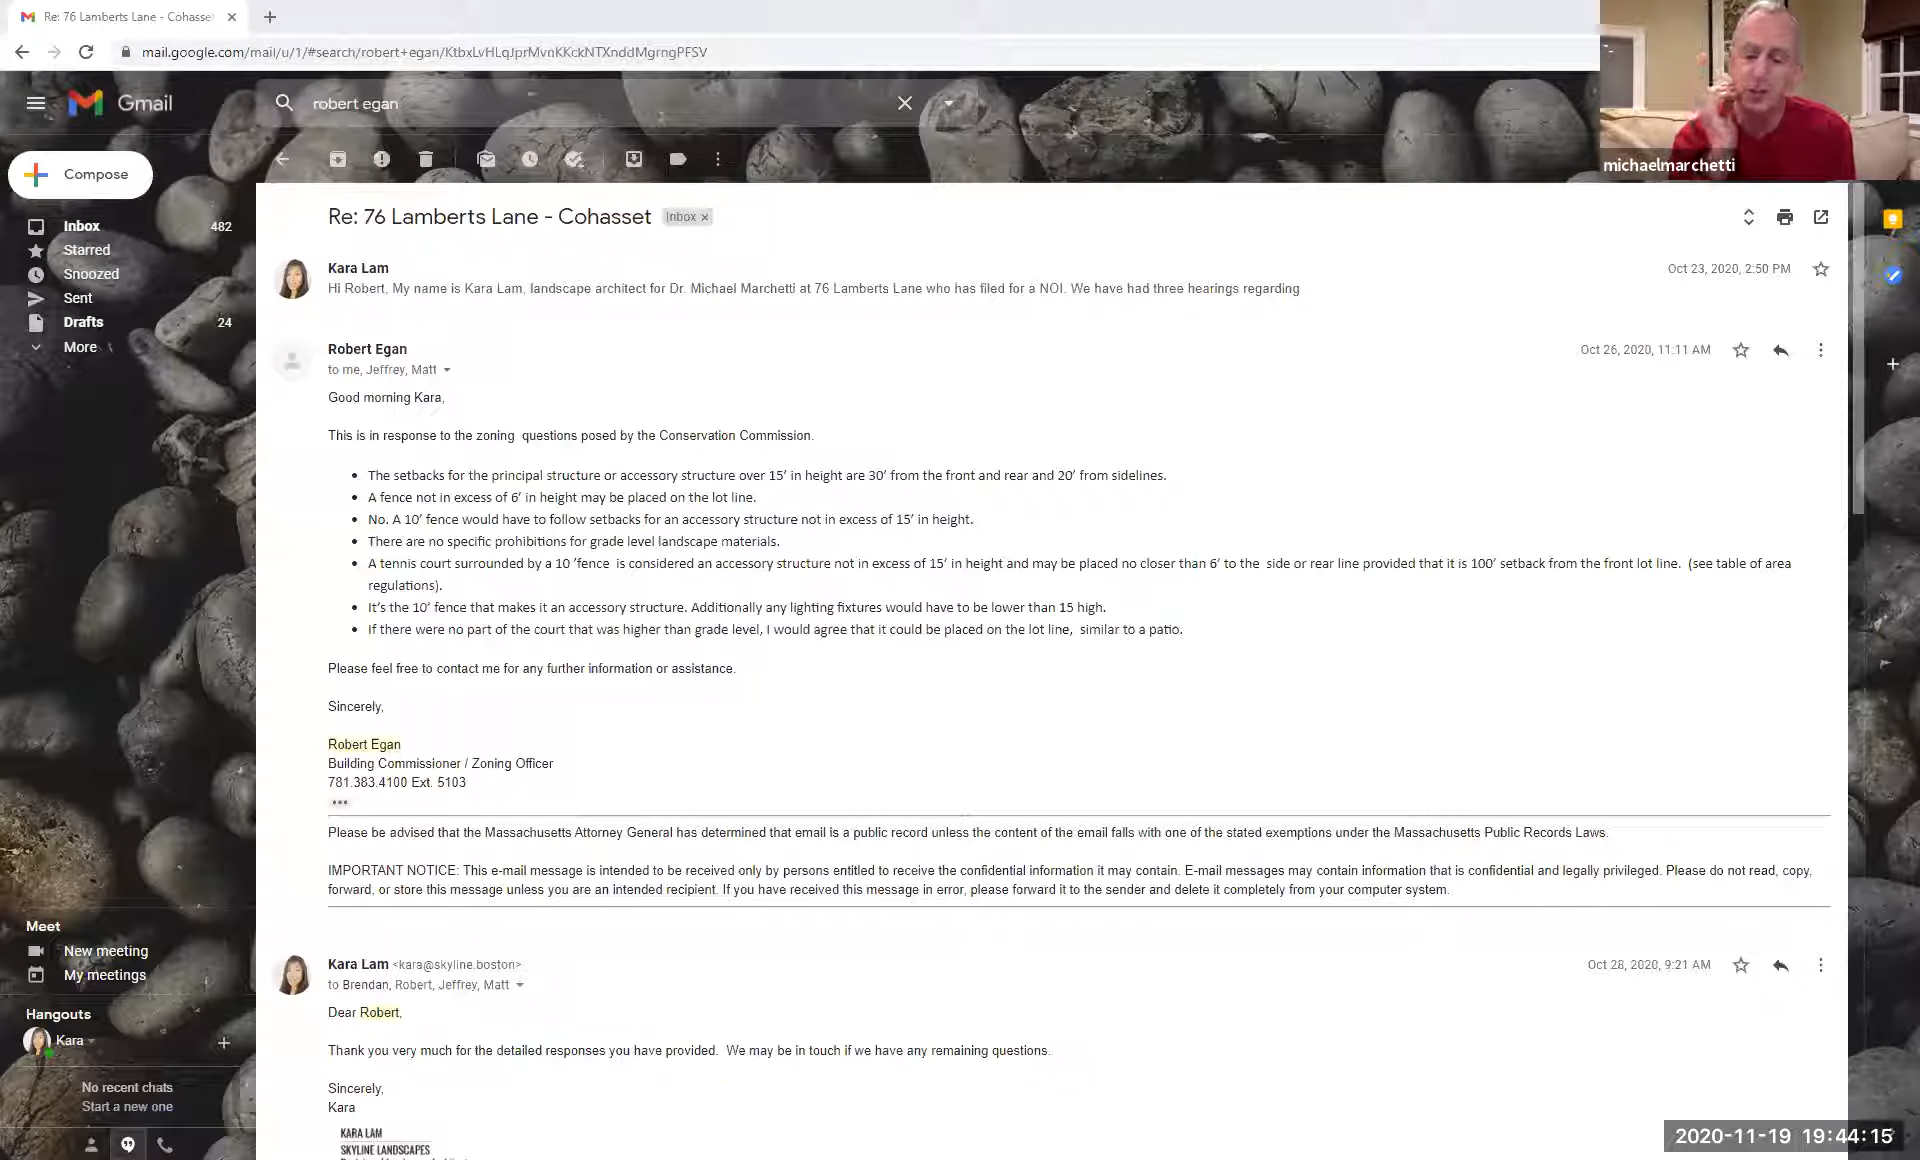 Re: 76 Lamberts Lane - Cohasset
mail.google.com/mail/u/1/#search/robert+egan/KtbxLvHLqJprMvnKKckNTXnddMgrngPFSV
Gmail
robert egan
michaelmarchetti
Compose
Inbox 482
Starred
Snoozed
Sent
Drafts 24
More
Re: 76 Lamberts Lane - Cohasset Inbox x
Kara Lam Oct 23, 2020, 2:50 PM
Hi Robert, My name is Kara Lam, landscape architect for Dr. Michael Marchetti at 76 Lamberts Lane who has filed for a NOI. We have had three hearings regarding
Robert Egan Oct 26, 2020, 11:11 AM
to me, Jeffrey, Matt
Good morning Kara,
This is in response to the zoning questions posed by the Conservation Commission.
• The setbacks for the principal structure or accessory structure over 15’ in height are 30’ from the front and rear and 20’ from sidelines.
• A fence not in excess of 6’ in height may be placed on the lot line.
• No. A 10’ fence would have to follow setbacks for an accessory structure not in excess of 15’ in height.
• There are no specific prohibitions for grade level landscape materials.
• A tennis court surrounded by a 10 ’fence is considered an accessory structure not in excess of 15’ in height and may be placed no closer than 6’ to the side or rear line provided that it is 100’ setback from the front lot line. (see table of area
regulations).
• It’s the 10’ fence that makes it an accessory structure. Additionally any lighting fixtures would have to be lower than 15 high.
• If there were no part of the court that was higher than grade level, I would agree that it could be placed on the lot line, similar to a patio.
Please feel free to contact me for any further information or assistance.
Sincerely,
Robert Egan
Building Commissioner / Zoning Officer
781.383.4100 Ext. 5103
Please be advised that the Massachusetts Attorney General has determined that email is a public record unless the content of the email falls with one of the stated exemptions under the Massachusetts Public Records Laws.
IMPORTANT NOTICE: This e-mail message is intended to be received only by persons entitled to receive the confidential information it may contain. E-mail messages may contain information that is confidential and legally privileged. Please do not read, copy,
forward, or store this message unless you are an intended recipient. If you have received this message in error, please forward it to the sender and delete it completely from your computer system.
Meet
New meeting
My meetings
Hangouts
Kara
No recent chats
Start a new one
Kara Lam <kara@skyline.boston> Oct 28, 2020, 9:21 AM
to Brendan, Robert, Jeffrey, Matt
Dear Robert,
Thank you very much for the detailed responses you have provided. We may be in touch if we have any remaining questions.
Sincerely,
Kara
KARA LAM
SKYLINE LANDSCAPES
2020-11-19 19:44:15